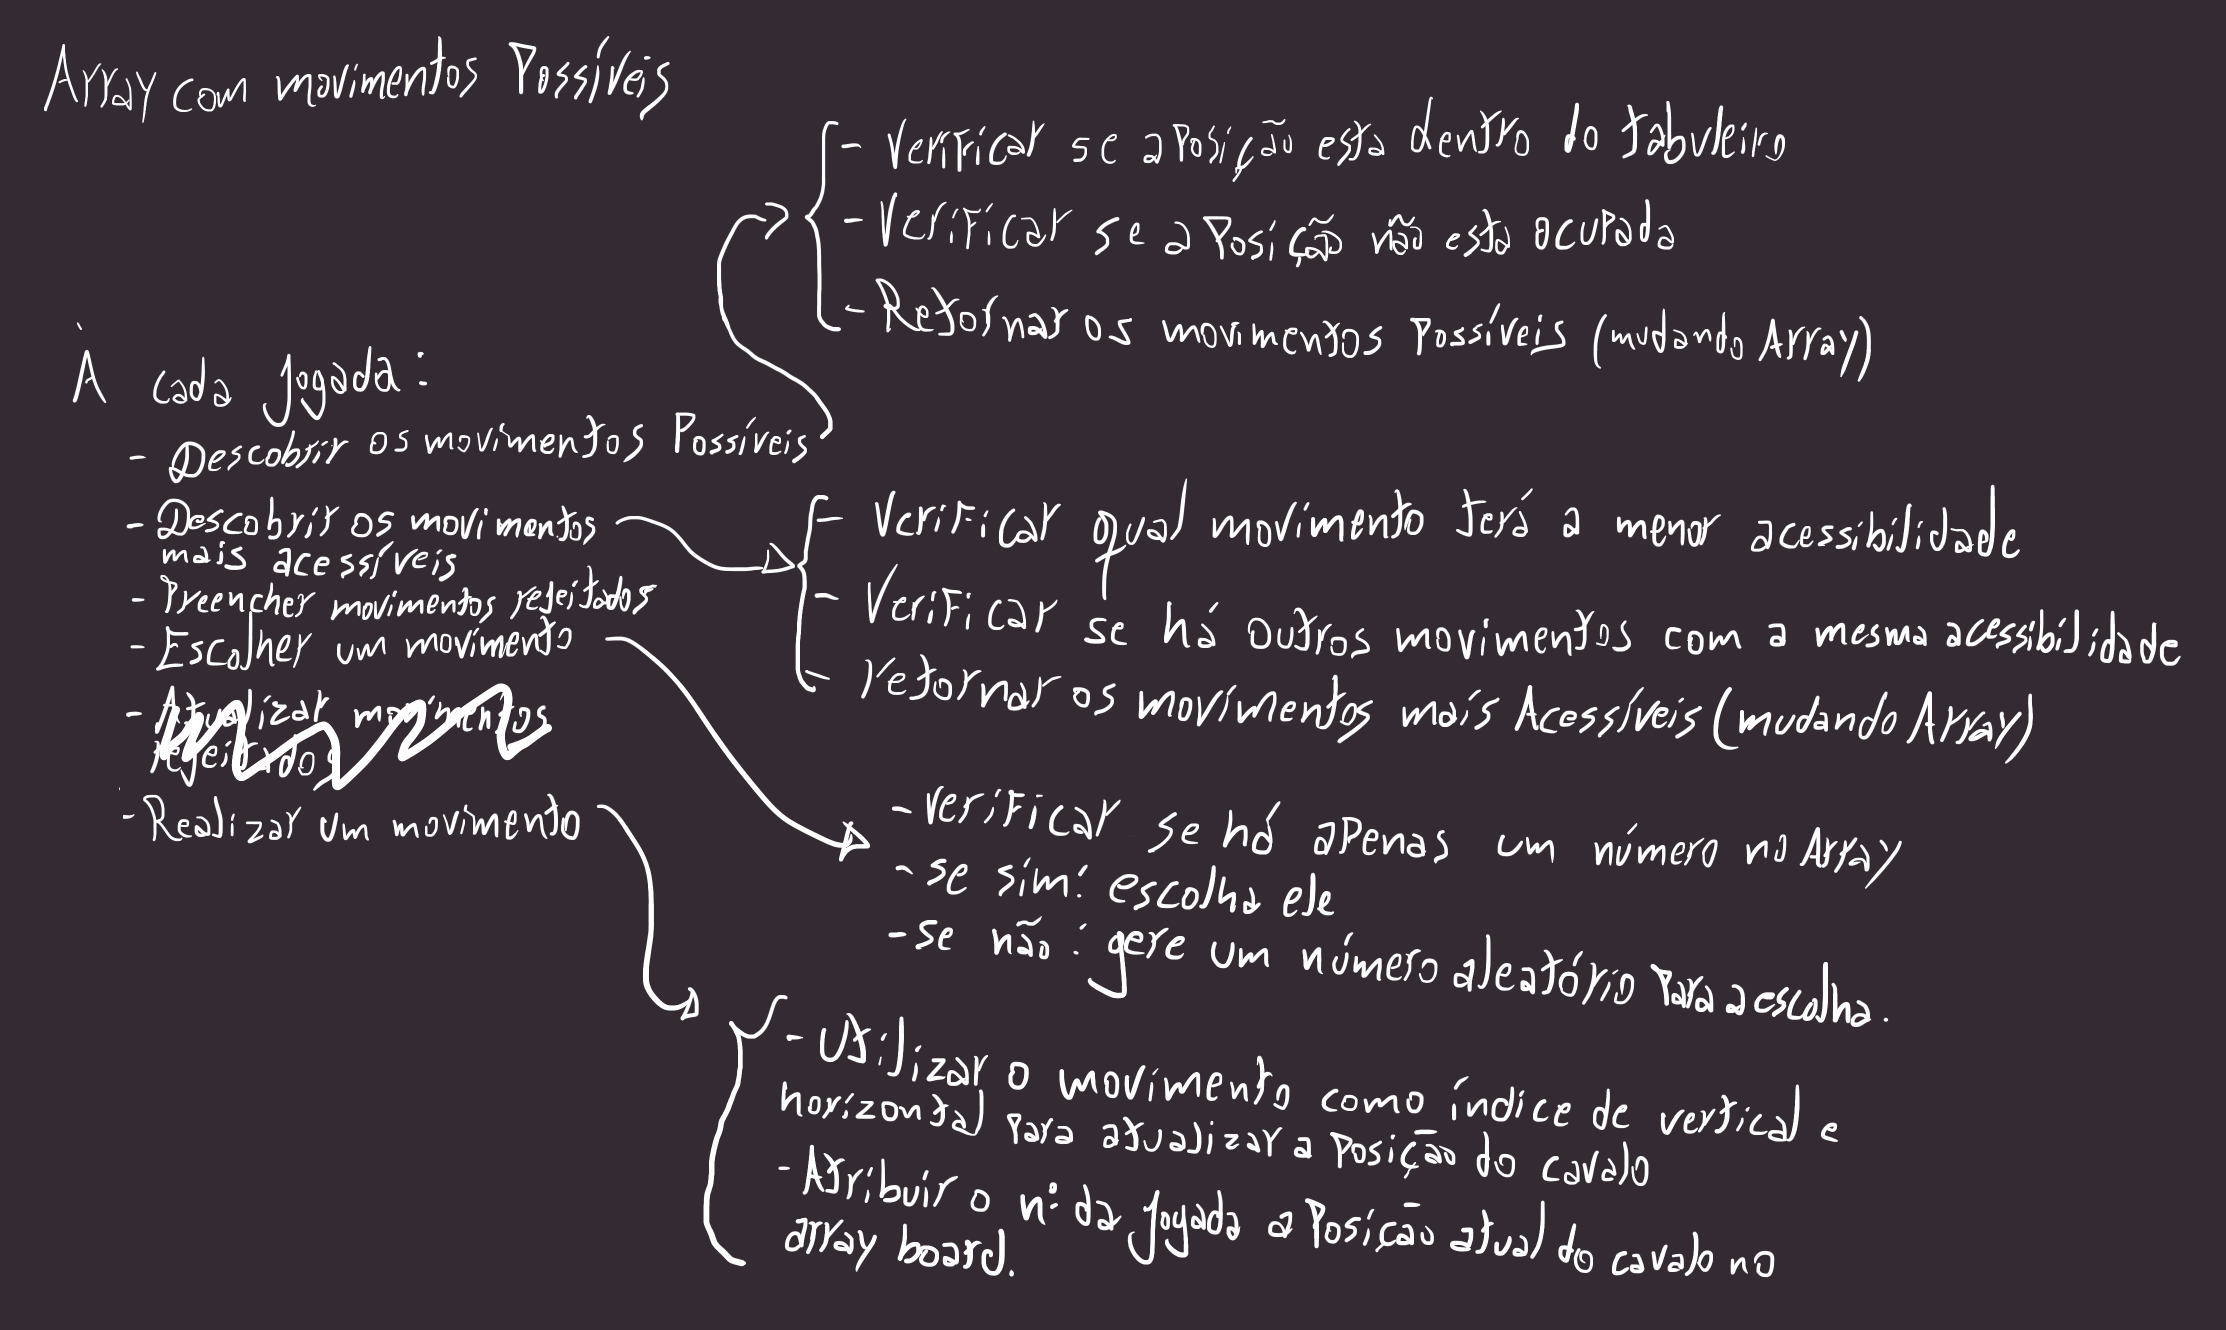 Array com movimentos Possíveis
- Verificar se a Posição esta dentro do tabuleiro
- Verificar se a Posição não esta ocupada
- Retornar os movimentos Possíveis (mudando Array)
À cada jogada:
- Descobrir os movimentos Possíveis
- Descobrir os movimentos
mais acessíveis
- Preencher movimentos rejeitados
- Escolher um movimento
- Atualizar movimentos
rejeitados
- Realizar um movimento
- Verificar qual movimento terá a menor acessibilidade
- Verificar se há outros movimentos com a mesma acessibilidade
- retornar os movimentos mais Acessíveis (mudando Array)
- verificar se há apenas um número no Array
- se sim: escolha ele
- se não: gere um número aleatório Para a escolha.
- Utilizar o movimento como índice de vertical e
horizontal Para atualizar a Posição do cavalo
- Atribuir o nº da jogada a Posição atual do cavalo no
array board.